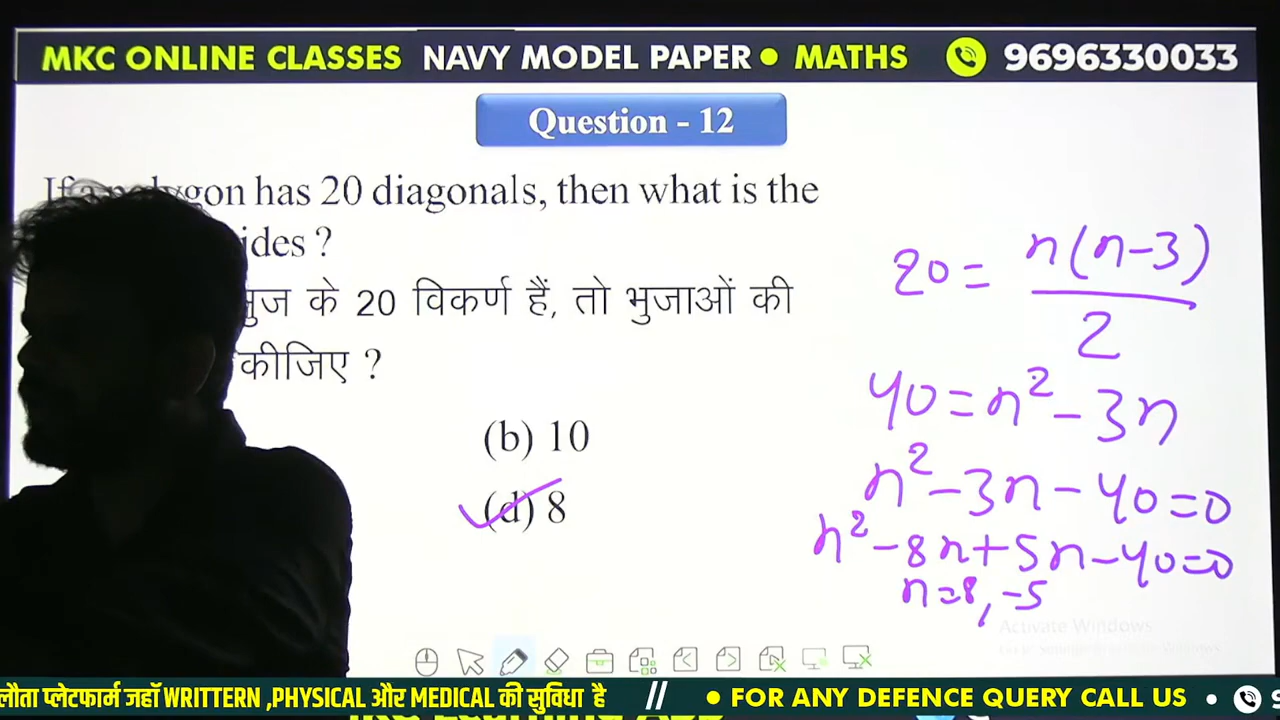 MKC ONLINE CLASSES NAVY MODEL PAPER • MATHS 9696330033
Question - 12
If a polygon has 20 diagonals, then what is the
ides ?
भुज के 20 विकर्ण हैं, तो भुजाओं की
कीजिए ?
(b) 10
(d) 8
20 = n(n-3)/2
40 = n² - 3n
n² - 3n - 40 = 0
n² - 8n + 5n - 40 = 0
n = 8, -5
Activate Windows
लौता प्लेटफार्म जहाँ WRITTERN ,PHYSICAL और MEDICAL की सुविधा है // • FOR ANY DEFENCE QUERY CALL US •